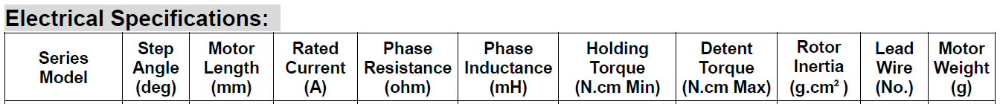 Electrical Specifications:
Series Model
Step Angle (deg)
Motor Length (mm)
Rated Current (A)
Phase Resistance (ohm)
Phase Inductance (mH)
Holding Torque (N.cm Min)
Detent Torque (N.cm Max)
Rotor Inertia (g.cm²)
Lead Wire (No.)
Motor Weight (g)